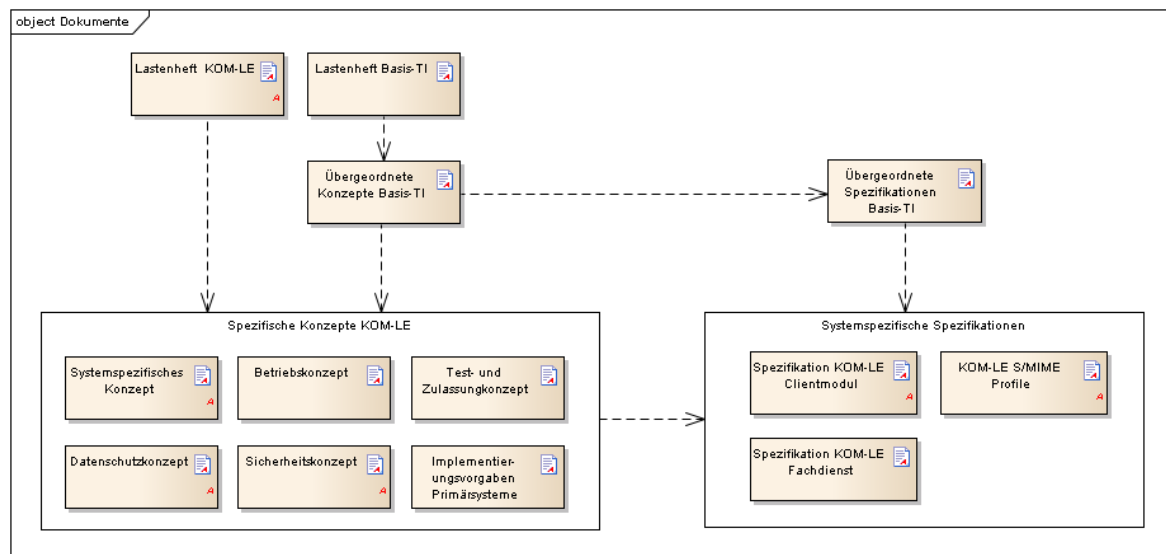 object Dokumente
Lastenheft KOM-LE
A
Lastenheft Basis-TI
Übergeordnete
Konzepte Basis-TI
Übergeordnete
Spezifikationen
Basis-TI
Spezifische Konzepte KOM-LE
Systemspezifisches
Konzept
A
Betriebskonzept
Test- und
Zulassungkonzept
Datenschutzkonzept
A
Sicherheitskonzept
A
Implementier-
ungsvorgaben
Primärsysteme
Systemspezifische Spezifikationen
Spezifikation KOM-LE
Clientmodul
A
KOM-LE S/MIME
Profile
A
Spezifikation KOM-LE
Fachdienst